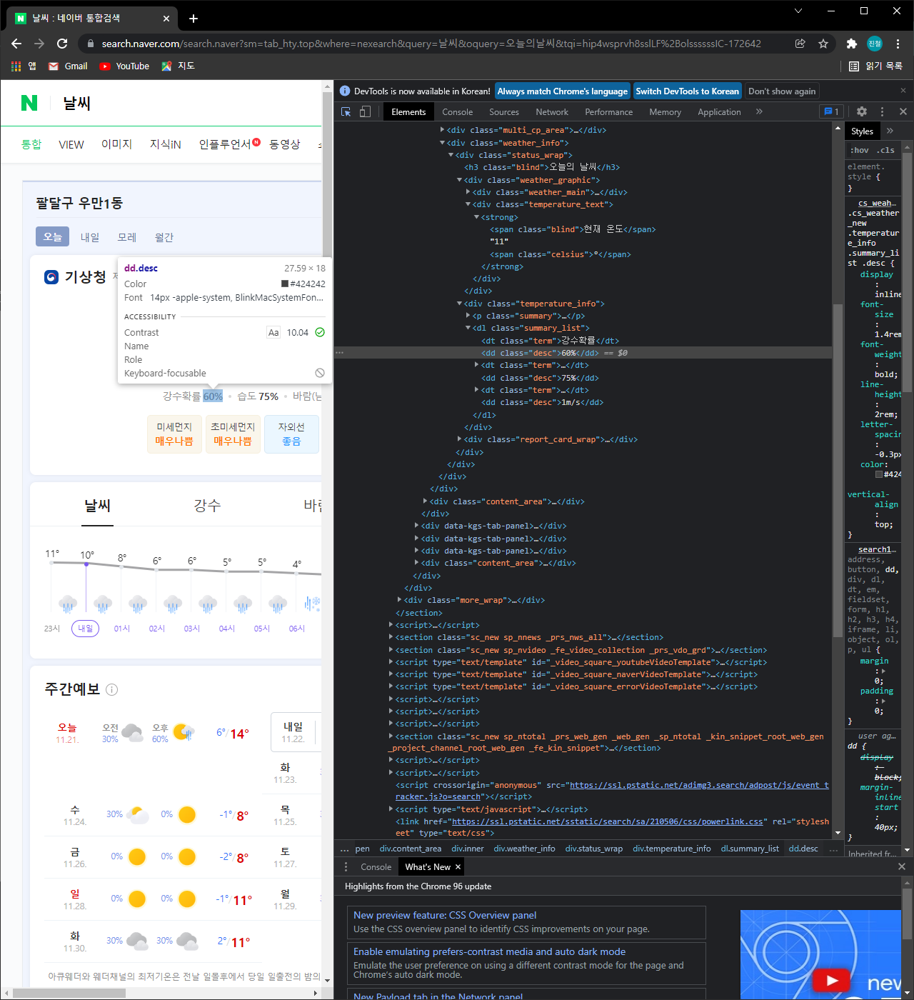 날씨 : 네이버 통합검색
search.naver.com/search.naver?sm=tab_hty.top&where=nexearch&query=날씨&oquery=오늘의날씨&tqi=hip4wsprvh8sslLF%2BolssssssIC-172642
진철
앱 Gmail YouTube 지도 읽기 목록
N 날씨
통합 VIEW 이미지 지식iN 인플루언서 N 동영상
팔달구 우만1동
오늘 내일 모레 월간
기상청
dd.desc 27.59 × 18
Color #424242
Font 14px -apple-system, BlinkMacSystemFon...
ACCESSIBILITY
Contrast Aa 10.04
Name
Role
Keyboard-focusable
강수확률 60% 습도 75% 바람(남
미세먼지 초미세먼지 자외선
매우나쁨 매우나쁨 좋음
날씨 강수 바람
11° 10° 8° 6° 6° 5° 5° 4°
23시 내일 01시 02시 03시 04시 05시 06시
주간예보
오늘 11.21. 오전 30% 오후 60% 6°/14°
내일 11.22.
화 11.23.
수 11.24. 30% 0% -1°/8°
목 11.25.
금 11.26. 0% 0% -2°/8°
토 11.27.
일 11.28. 0% 0% -1°/11°
월 11.29.
화 11.30. 30% 30% 2°/11°
아큐웨더와 웨더채널의 최저기온은 전날 일몰후에서 당일 일출전의 밤의
DevTools is now available in Korean! Always match Chrome's language Switch DevTools to Korean Don't show again
Elements Console Sources Network Performance Memory Application » 1
<div class="multi_cp_area">…</div>
<div class="weather_info">
<div class="status_wrap">
<h3 class="blind">오늘의 날씨</h3>
<div class="weather_graphic">
<div class="weather_main">…</div>
<div class="temperature_text">
<strong>
<span class="blind">현재 온도</span>
"11"
<span class="celsius">°</span>
</strong>
</div>
</div>
<div class="temperature_info">
<p class="summary">…</p>
<dl class="summary_list">
<dt class="term">강수확률</dt>
<dd class="desc">60%</dd> == $0
<dt class="term">…</dt>
<dd class="desc">75%</dd>
<dt class="term">…</dt>
<dd class="desc">1m/s</dd>
</dl>
</div>
<div class="report_card_wrap">…</div>
</div>
</div>
</div>
</div>
<div class="content_area">…</div>
</div>
<div data-kgs-tab-panel>…</div>
<div data-kgs-tab-panel>…</div>
<div data-kgs-tab-panel>…</div>
<div class="content_area">…</div>
</div>
</div>
<div class="more_wrap">…</div>
</section>
<script>…</script>
<section class="sc_new sp_nnews _prs_nws_all">…</section>
<section class="sc_new sp_nvideo _fe_video_collection _prs_vdo_grd">…</section>
<script type="text/template" id="_video_square_youtubeVideoTemplate">…</script>
<script type="text/template" id="_video_square_naverVideoTemplate">…</script>
<script type="text/template" id="_video_square_errorVideoTemplate">…</script>
<script>…</script>
<script>…</script>
<script>…</script>
<section class="sc_new sp_ntotal _prs_web_gen _web_gen _sp_ntotal _kin_snippet_root_web_gen
_project_channel_root_web_gen _fe_kin_snippet">…</section>
<script>…</script>
<script>…</script>
<script crossorigin="anonymous" src="https://ssl.pstatic.net/adimg3.search/adpost/js/event_t
racker.js?o=search"></script>
<script type="text/javascript">…</script>
<link href="https://ssl.pstatic.net/sstatic/search/sa/210506/css/powerlink.css" rel="stylesh
eet" type="text/css">
... pen div.content_area div.inner div.weather_info div.status_wrap div.temperature_info dl.summary_list dd.desc ...
Styles »
:hov .cls
element.
style {
}
cs_weah…
.cs_weather
_new
.temperatur
e_info
.summary_li
st .desc {
display
:
inline
font-
size
:
1.4rem
font-
weight
:
bold;
line-
height
:
2rem;
letter-
spacin
:
-0.3px
color:
#424
vertical-
align
:
top;
}
search1…
address,
button, dd,
div, dl,
dt, em,
fieldset,
form, h1,
h2, h3, h4,
iframe, li,
object, ol,
p, ul {
margin
:
0;
padding
:
0;
}
user ag…
dd {
display
:
block;
margin-
inline
start
:
40px;
}
Inherited fr…
Console What's New ×
Highlights from the Chrome 96 update
New preview feature: CSS Overview panel
Use the CSS overview panel to identify CSS improvements on your page.
Enable emulating prefers-contrast media and auto dark mode
Emulate the user preference on using a different contrast mode for the page and
Chrome's auto dark mode.
New Payload tab in the Network panel
new